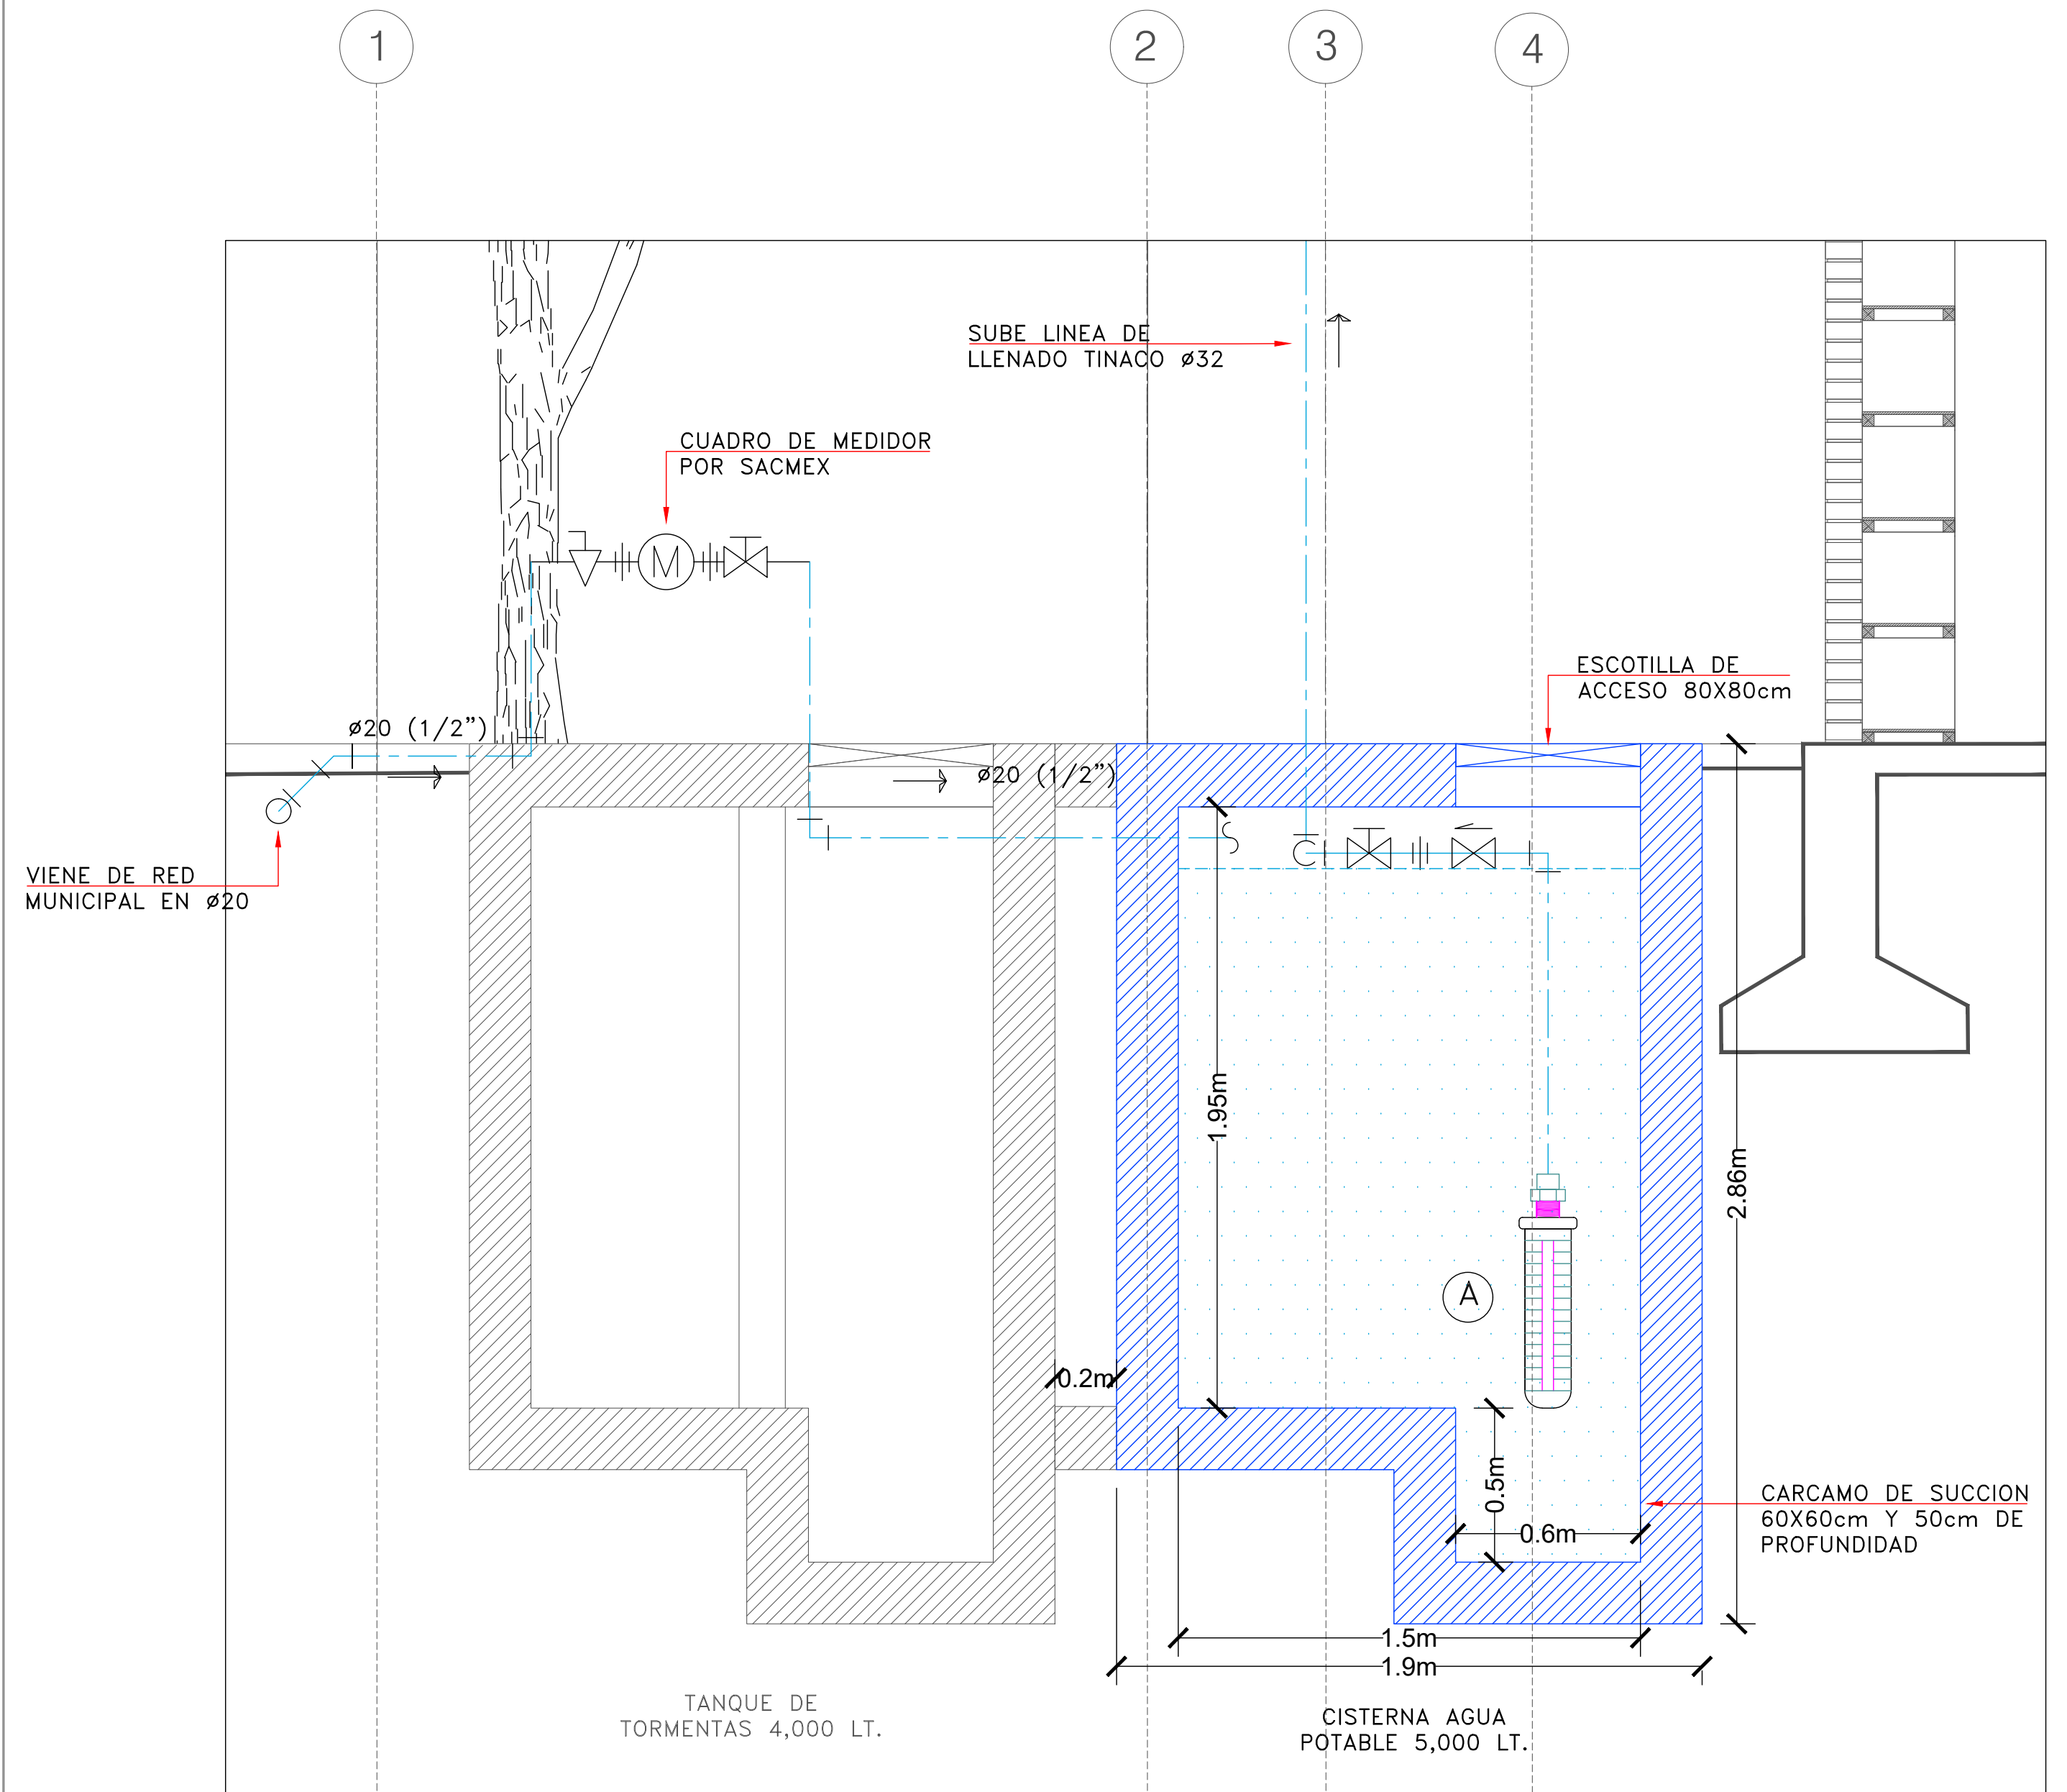 1
2
3
4
SUBE LINEA DE
LLENADO TINACO ø32
CUADRO DE MEDIDOR
POR SACMEX
M
ESCOTILLA DE
ACCESO 80X80cm
ø20 (1/2")
ø20 (1/2")
VIENE DE RED
MUNICIPAL EN ø20
1.95m
2.86m
A
0.2m
0.5m
0.6m
CARCAMO DE SUCCION
60X60cm Y 50cm DE
PROFUNDIDAD
1.5m
1.9m
TANQUE DE
TORMENTAS 4,000 LT.
CISTERNA AGUA
POTABLE 5,000 LT.